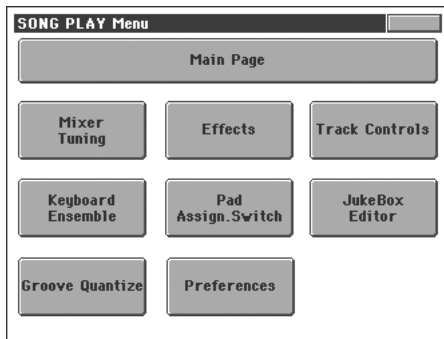 SONG PLAY Menu
Main Page
Mixer
Tuning
Effects
Track Controls
Keyboard
Ensemble
Pad
Assign.Switch
JukeBox
Editor
Groove Quantize
Preferences